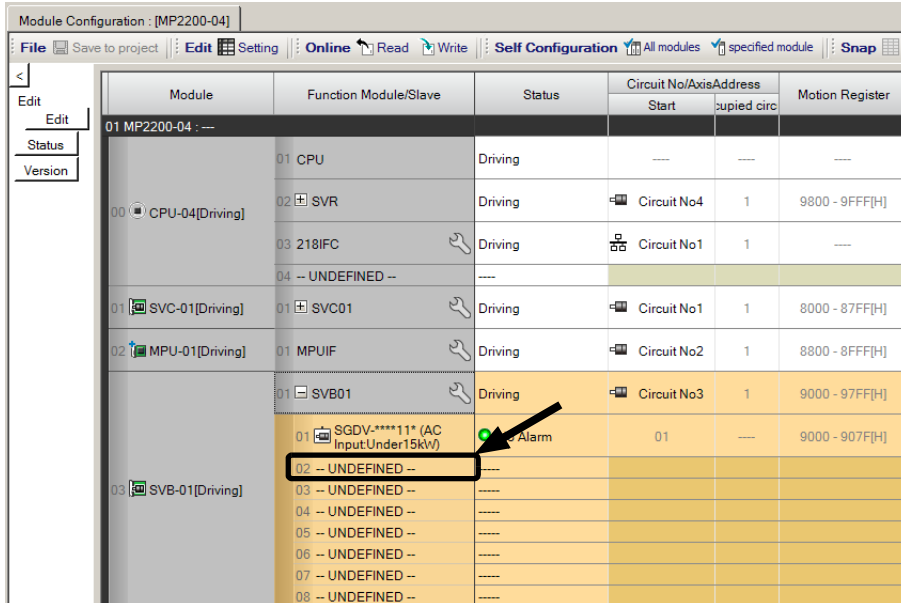 Module Configuration : [MP2200-04]
File Save to project Edit Setting Online Read Write Self Configuration All modules specified module Snap
<
Edit
Edit
Status
Version
Module Function Module/Slave Status Circuit No/AxisAddress Motion Register
Start cupied circ
01 MP2200-04 : ---
00 CPU-04[Driving]
01 CPU Driving ---- ---- ----
02 SVR Driving Circuit No4 1 9800 - 9FFF[H]
03 218IFC Driving Circuit No1 1 ----
04 -- UNDEFINED -- ----
01 SVC-01[Driving] 01 SVC01 Driving Circuit No1 1 8000 - 87FF[H]
02 MPU-01[Driving] 01 MPUIF Driving Circuit No2 1 8800 - 8FFF[H]
03 SVB-01[Driving]
01 SVB01 Driving Circuit No3 1 9000 - 97FF[H]
01 SGDV-****11* (AC
Input:Under15kW) Alarm 01 ---- 9000 - 907F[H]
02 -- UNDEFINED -- -----
03 -- UNDEFINED -- -----
04 -- UNDEFINED -- -----
05 -- UNDEFINED -- -----
06 -- UNDEFINED -- -----
07 -- UNDEFINED -- -----
08 -- UNDEFINED -- -----